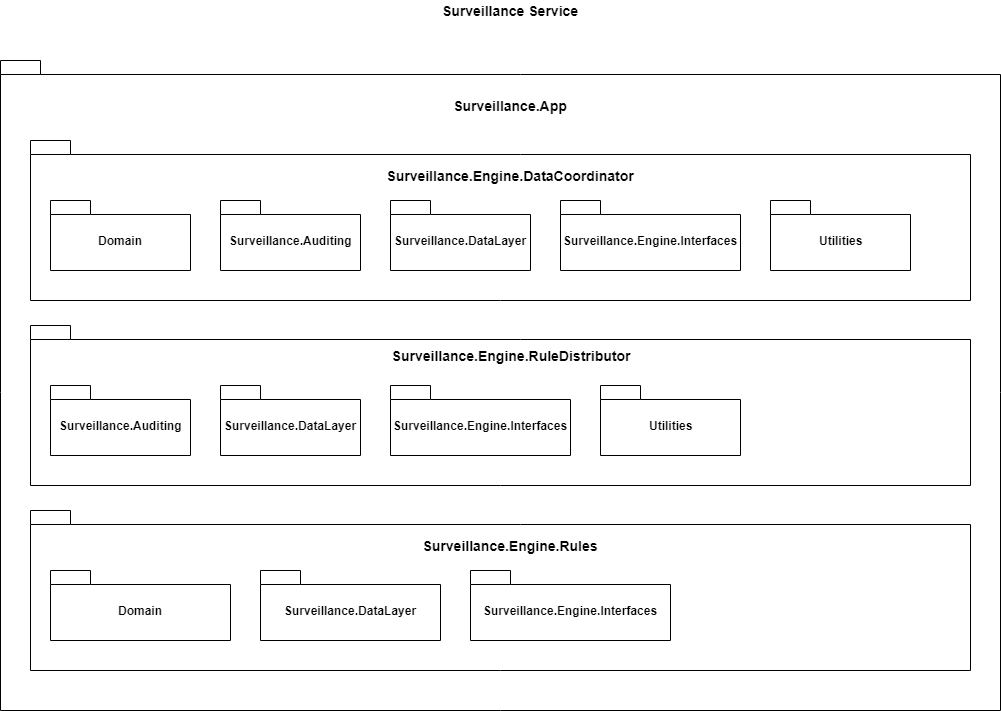 Surveillance Service
Surveillance.App
Surveillance.Engine.DataCoordinator
Domain
Surveillance.Auditing
Surveillance.DataLayer
Surveillance.Engine.Interfaces
Utilities
Surveillance.Engine.RuleDistributor
Surveillance.Auditing
Surveillance.DataLayer
Surveillance.Engine.Interfaces
Utilities
Surveillance.Engine.Rules
Domain
Surveillance.DataLayer
Surveillance.Engine.Interfaces